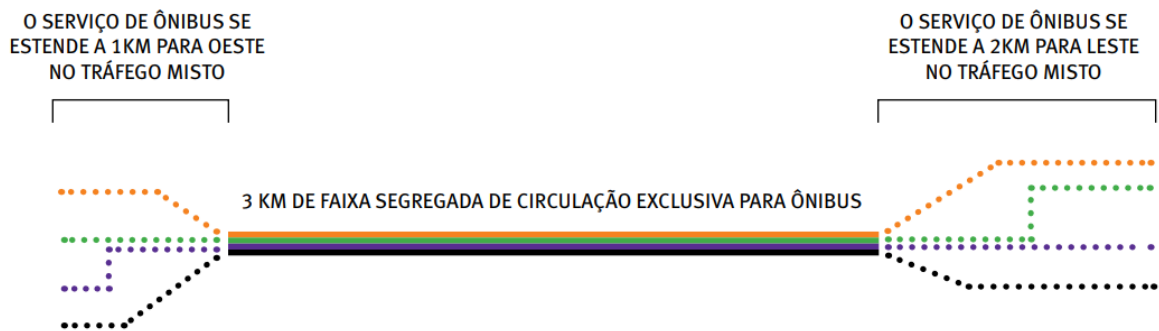 O SERVIÇO DE ÔNIBUS SE
ESTENDE A 1KM PARA OESTE
NO TRÁFEGO MISTO
O SERVIÇO DE ÔNIBUS SE
ESTENDE A 2KM PARA LESTE
NO TRÁFEGO MISTO
3 KM DE FAIXA SEGREGADA DE CIRCULAÇÃO EXCLUSIVA PARA ÔNIBUS